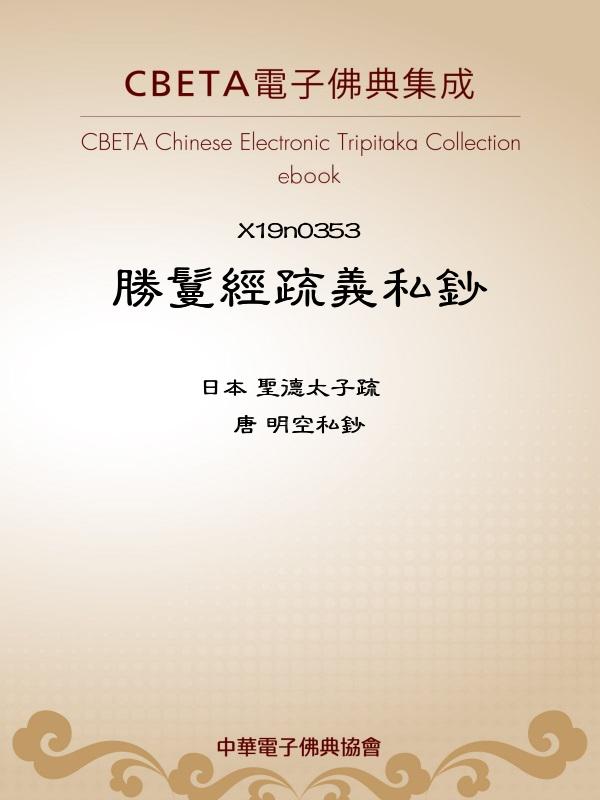 CBETA電子佛典集成
CBETA Chinese Electronic Tripitaka Collection
ebook
X19n0353
勝鬘經疏義私鈔
日本 聖德太子疏
唐 明空私鈔
中華電子佛典協會